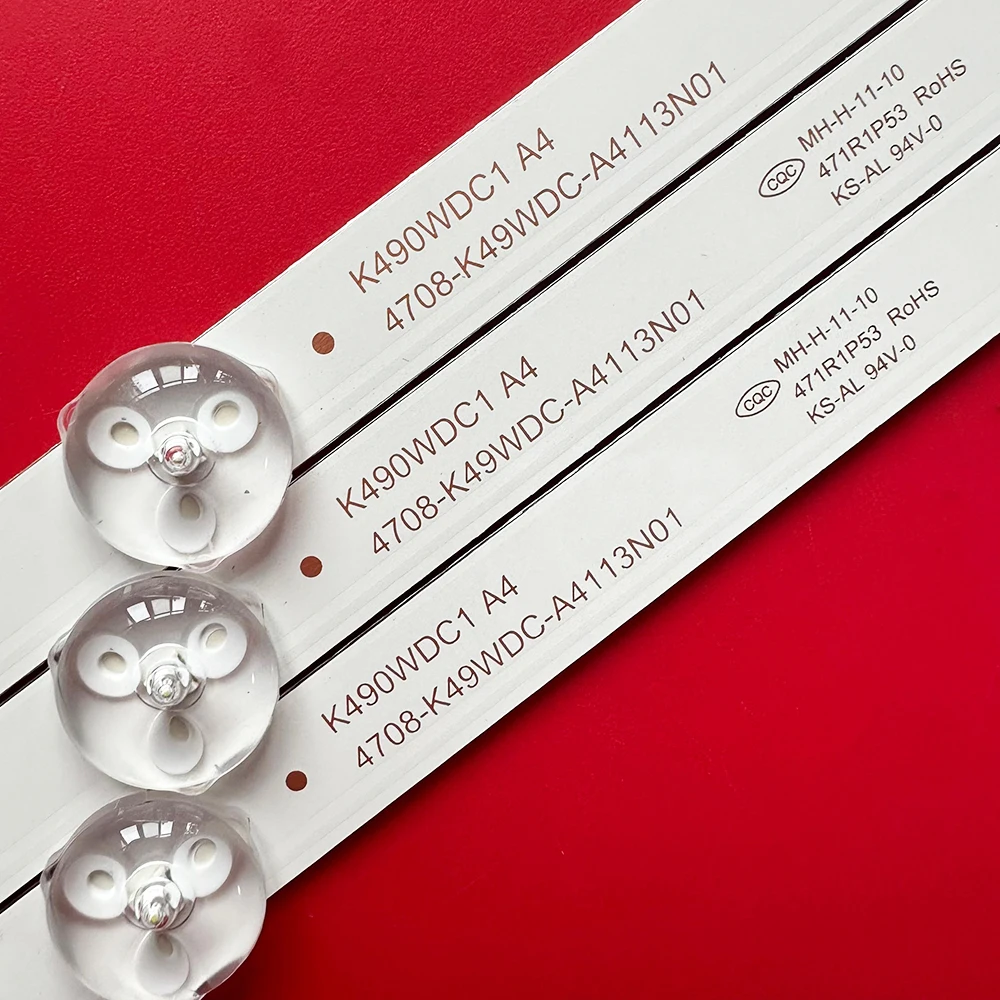 K490WDC1 A4
4708-K49WDC-A4113N01
CQC
MH-H-11-10
471R1P53 RoHS
KS-AL 94V-0
K490WDC1 A4
4708-K49WDC-A4113N01
CQC
MH-H-11-10
471R1P53 RoHS
KS-AL 94V-0
K490WDC1 A4
4708-K49WDC-A4113N01